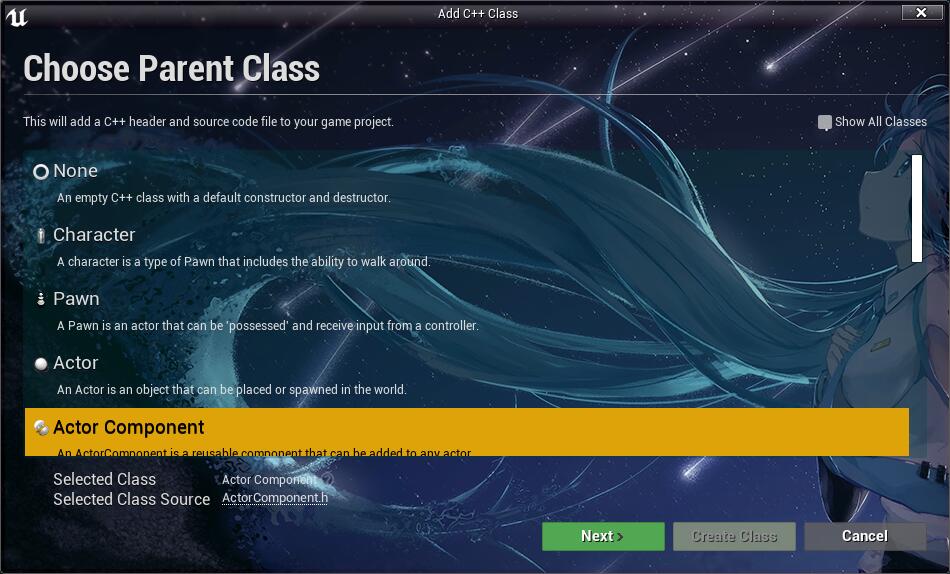 Add C++ Class
Choose Parent Class
This will add a C++ header and source code file to your game project.
Show All Classes
None
An empty C++ class with a default constructor and destructor.
Character
A character is a type of Pawn that includes the ability to walk around.
Pawn
A Pawn is an actor that can be 'possessed' and receive input from a controller.
Actor
An Actor is an object that can be placed or spawned in the world.
Actor Component
An ActorComponent is a reusable component that can be added to any actor.
Selected Class Actor Component
Selected Class Source ActorComponent.h
Next >
Create Class
Cancel